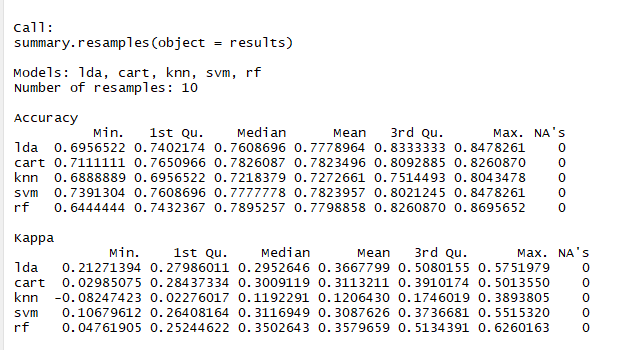 Call:
summary.resamples(object = results)
Models: lda, cart, knn, svm, rf
Number of resamples: 10
Accuracy
Min. 1st Qu. Median Mean 3rd Qu. Max. NA's
lda 0.6956522 0.7402174 0.7608696 0.7778964 0.8333333 0.8478261 0
cart 0.7111111 0.7650966 0.7826087 0.7823496 0.8092885 0.8260870 0
knn 0.6888889 0.6956522 0.7218379 0.7272661 0.7514493 0.8043478 0
svm 0.7391304 0.7608696 0.7777778 0.7823957 0.8021245 0.8478261 0
rf 0.6444444 0.7432367 0.7895257 0.7798858 0.8260870 0.8695652 0
Kappa
Min. 1st Qu. Median Mean 3rd Qu. Max. NA's
lda 0.21271394 0.27986011 0.2952646 0.3667799 0.5080155 0.5751979 0
cart 0.02985075 0.28437334 0.3009119 0.3113211 0.3910174 0.5013550 0
knn -0.08247423 0.02276017 0.1192291 0.1206430 0.1746019 0.3893805 0
svm 0.10679612 0.26408164 0.3116949 0.3087626 0.3736681 0.5515320 0
rf 0.04761905 0.25244622 0.3502643 0.3579659 0.5134391 0.6260163 0